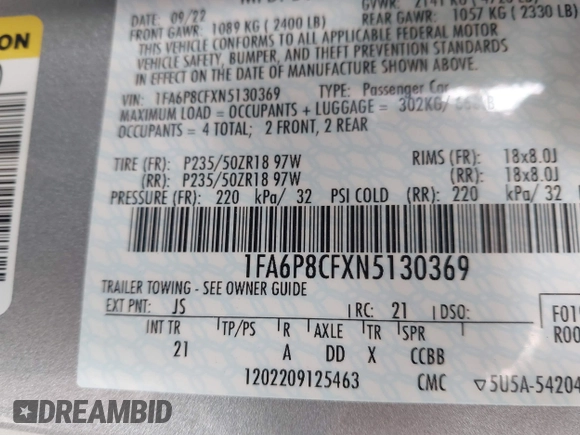 DATE: 09/22
GVWR:
FRONT GAWR: 1089 KG ( 2400 LB)
REAR GAWR: 1057 KG ( 2330 LB)
THIS VEHICLE CONFORMS TO ALL APPLICABLE FEDERAL MOTOR
VEHICLE SAFETY, BUMPER, AND THEFT PREVENTION STANDARDS
IN EFFECT ON THE DATE OF MANUFACTURE SHOWN ABOVE.
VIN: 1FA6P8CFXN5130369 TYPE: Passenger Car
MAXIMUM LOAD = OCCUPANTS + LUGGAGE = 302KG/
OCCUPANTS = 4 TOTAL; 2 FRONT, 2 REAR
TIRE (FR): P235/50ZR18 97W RIMS (FR): 18x8.0J
(RR): P235/50ZR18 97W (RR): 18x8.0J
PRESSURE (FR): 220 kPa/ 32 PSI COLD (RR): 220 kPa/ 32
1FA6P8CFXN5130369
TRAILER TOWING - SEE OWNER GUIDE
EXT PNT: JS RC: 21 DSO:
INT TR TP/PS R AXLE TR SPR
21 A DD X CCBB
1202209125463 CMC ▽5U5A-54204
F01
R00
ON
DREAMBID